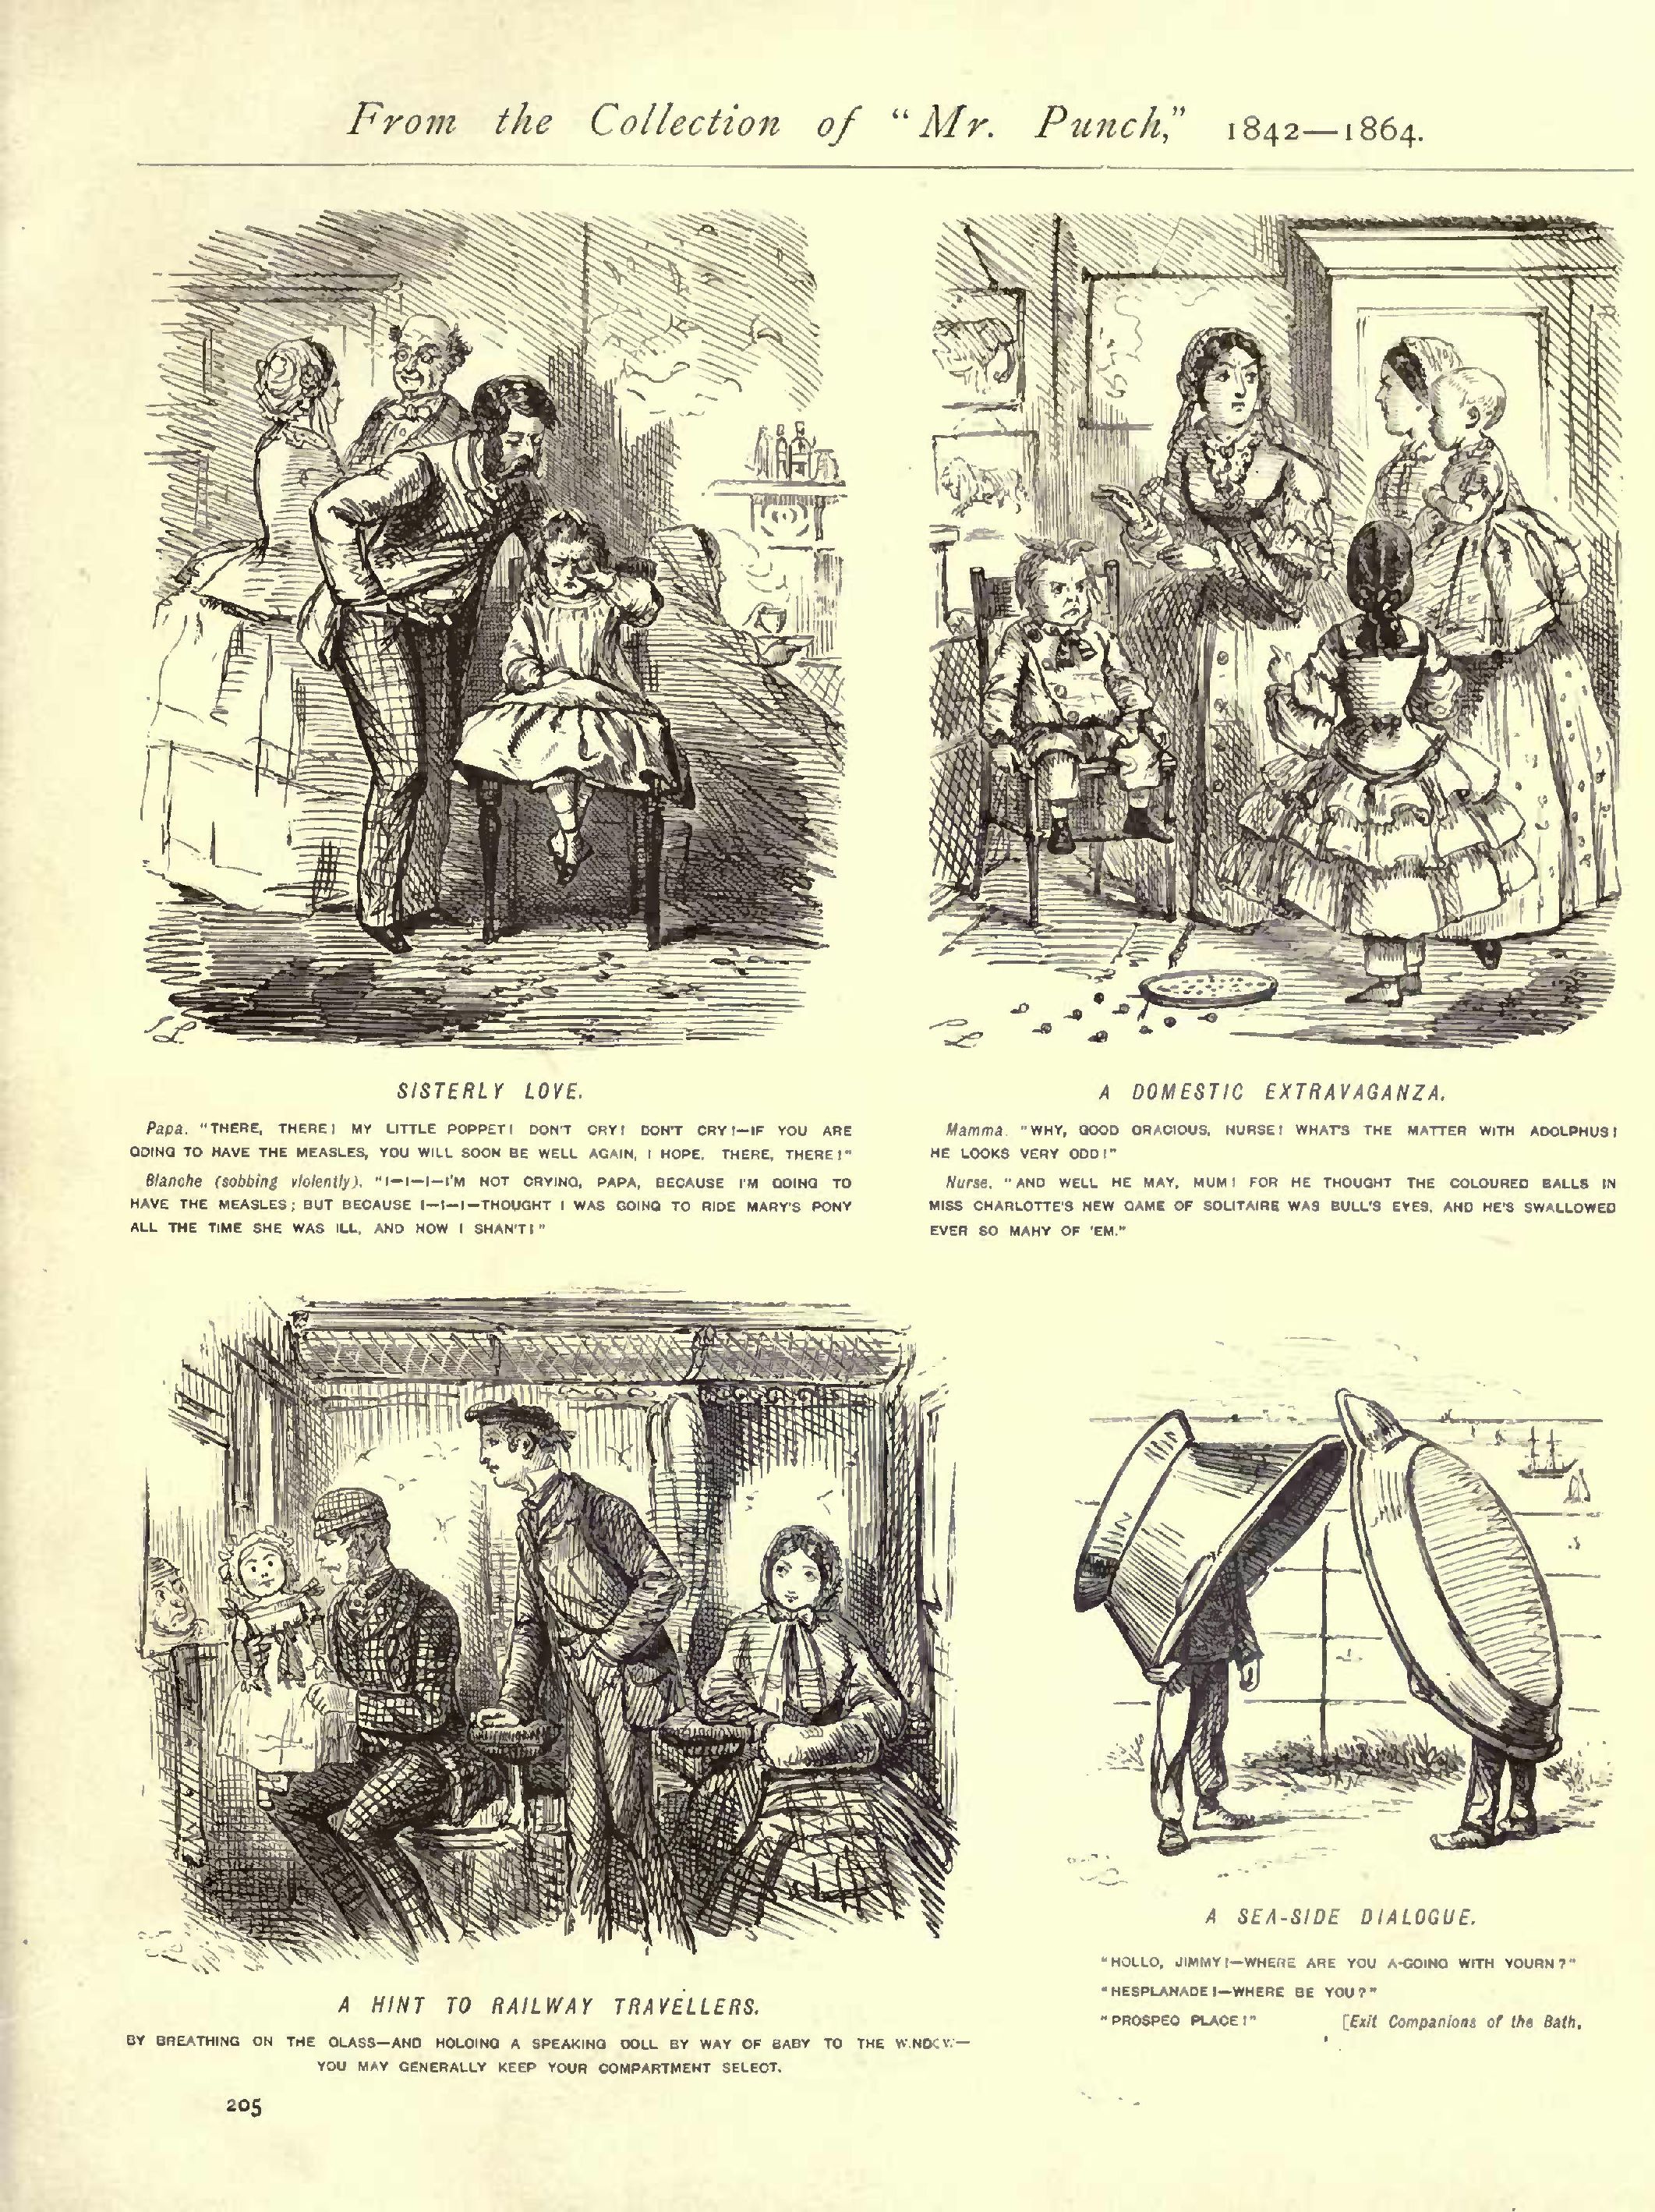 From the Collection of "Mr. Punch," 1842—1864.
SISTERLY LOVE.
Papa. "THERE, THERE! MY LITTLE POPPET! DON'T CRY! DON'T CRY!—IF YOU ARE
GOING TO HAVE THE MEASLES, YOU WILL SOON BE WELL AGAIN, I HOPE. THERE, THERE!"
Blanche (sobbing violently). "I—I—I—I'M NOT CRYING, PAPA, BECAUSE I'M GOING TO
HAVE THE MEASLES; BUT BECAUSE I—I—I—THOUGHT I WAS GOING TO RIDE MARY'S PONY
ALL THE TIME SHE WAS ILL, AND NOW I SHAN'T!"
A DOMESTIC EXTRAVAGANZA.
Mamma. "WHY, GOOD GRACIOUS, NURSE! WHAT'S THE MATTER WITH ADOLPHUS!
HE LOOKS VERY ODD!"
Nurse. "AND WELL HE MAY, MUM! FOR HE THOUGHT THE COLOURED BALLS IN
MISS CHARLOTTE'S NEW GAME OF SOLITAIRE WAS BULL'S EYES, AND HE'S SWALLOWED
EVER SO MANY OF 'EM."
A HINT TO RAILWAY TRAVELLERS.
BY BREATHING ON THE GLASS—AND HOLDING A SPEAKING DOLL BY WAY OF BABY TO THE WINDOW—
YOU MAY GENERALLY KEEP YOUR COMPARTMENT SELECT.
A SEA-SIDE DIALOGUE.
"HOLLO, JIMMY!—WHERE ARE YOU A-GOING WITH YOURN?"
"HESPLANADE!—WHERE BE YOU?"
"PROSPEQ PLACE!" [Exit Companions of the Bath.
205